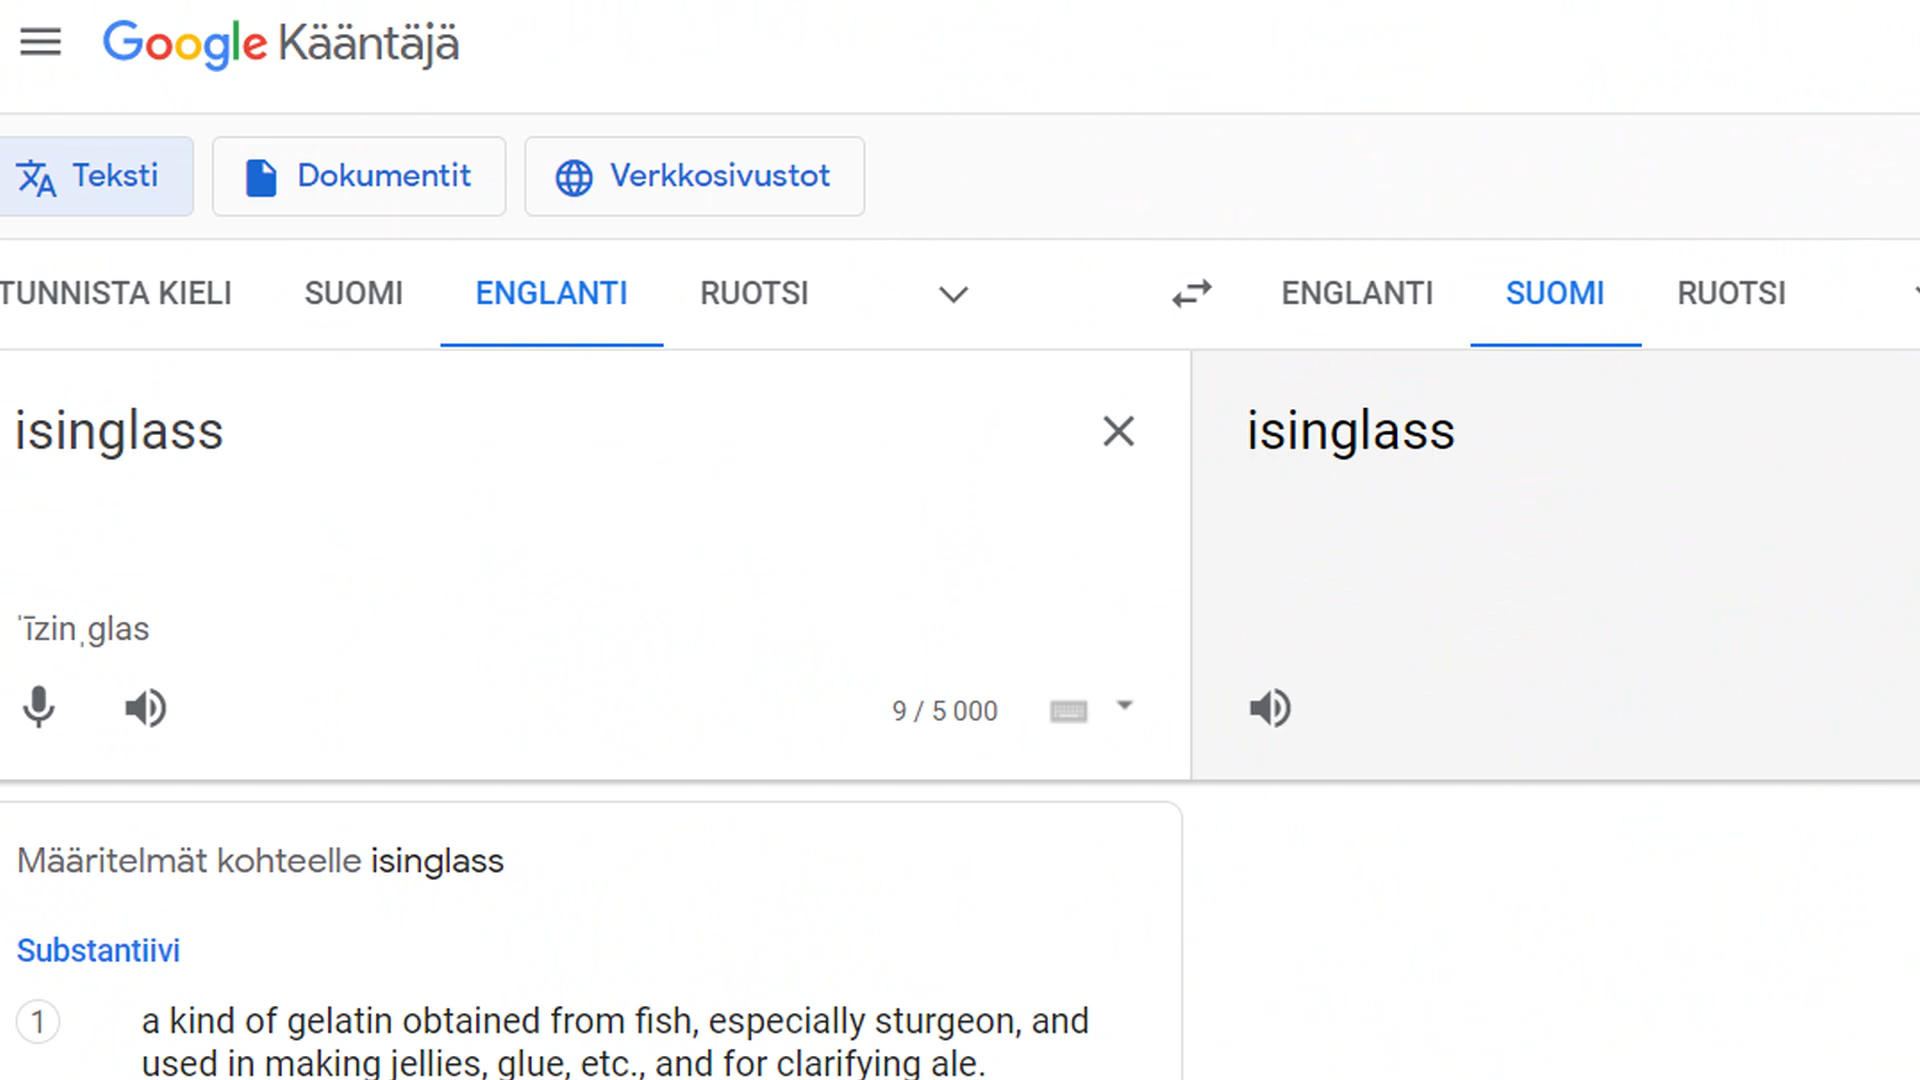 Google Kääntäjä
Teksti Dokumentit Verkkosivustot
TUNNISTA KIELI SUOMI ENGLANTI RUOTSI ENGLANTI SUOMI RUOTSI
isinglass isinglass
ˈīzinˌglas
9 / 5 000
Määritelmät kohteelle isinglass
Substantiivi
1 a kind of gelatin obtained from fish, especially sturgeon, and
used in making jellies, glue, etc., and for clarifying ale.